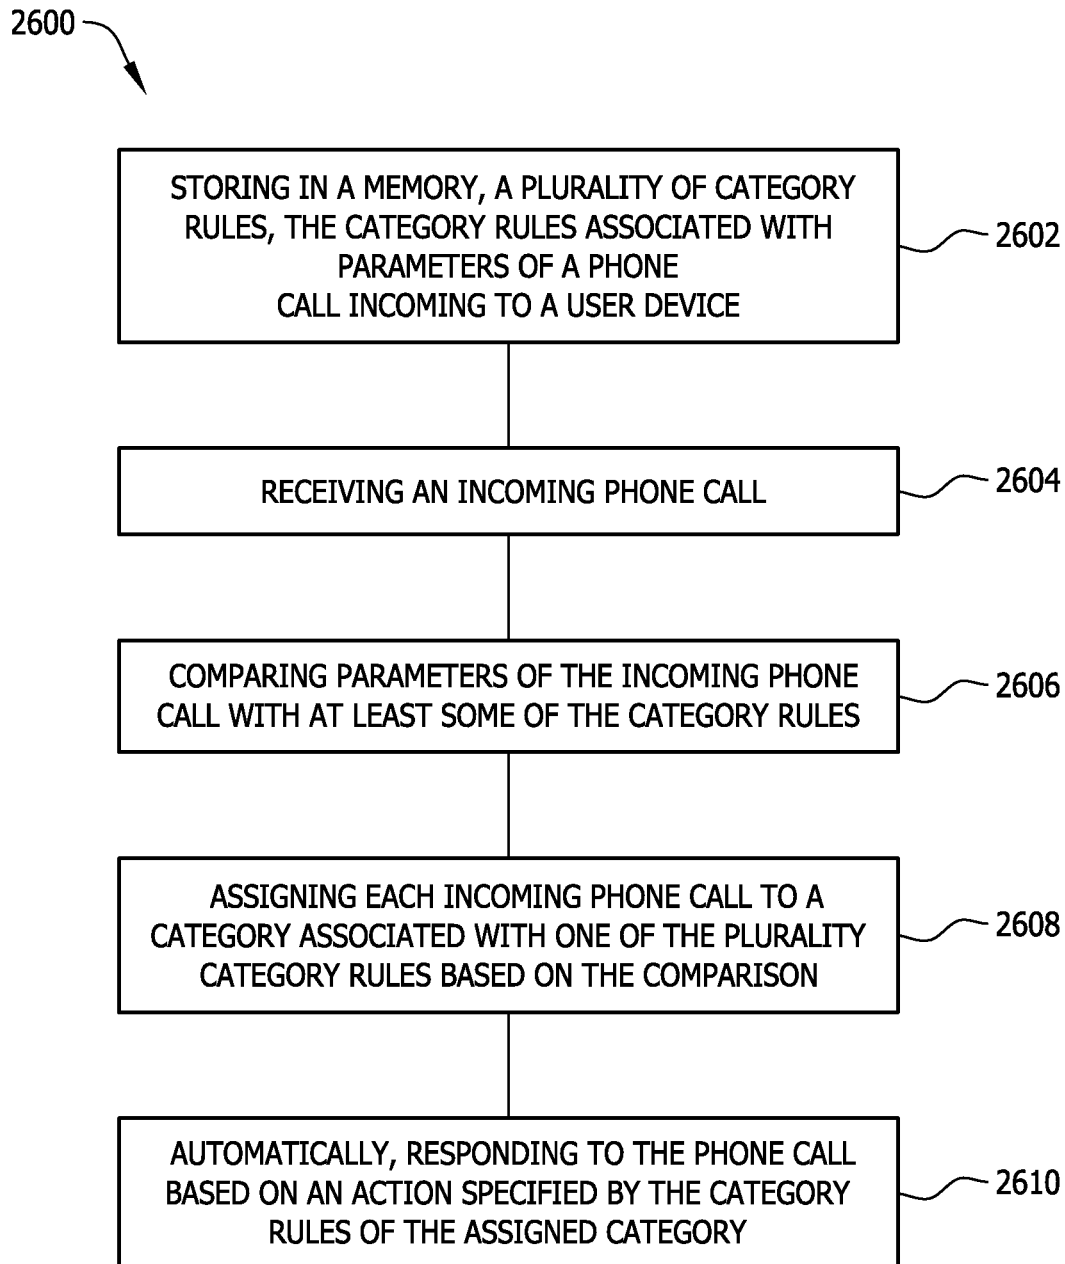 2600
STORING IN A MEMORY, A PLURALITY OF CATEGORY
RULES, THE CATEGORY RULES ASSOCIATED WITH
PARAMETERS OF A PHONE
CALL INCOMING TO A USER DEVICE
2602
RECEIVING AN INCOMING PHONE CALL
2604
COMPARING PARAMETERS OF THE INCOMING PHONE
CALL WITH AT LEAST SOME OF THE CATEGORY RULES
2606
ASSIGNING EACH INCOMING PHONE CALL TO A
CATEGORY ASSOCIATED WITH ONE OF THE PLURALITY
CATEGORY RULES BASED ON THE COMPARISON
2608
AUTOMATICALLY, RESPONDING TO THE PHONE CALL
BASED ON AN ACTION SPECIFIED BY THE CATEGORY
RULES OF THE ASSIGNED CATEGORY
2610